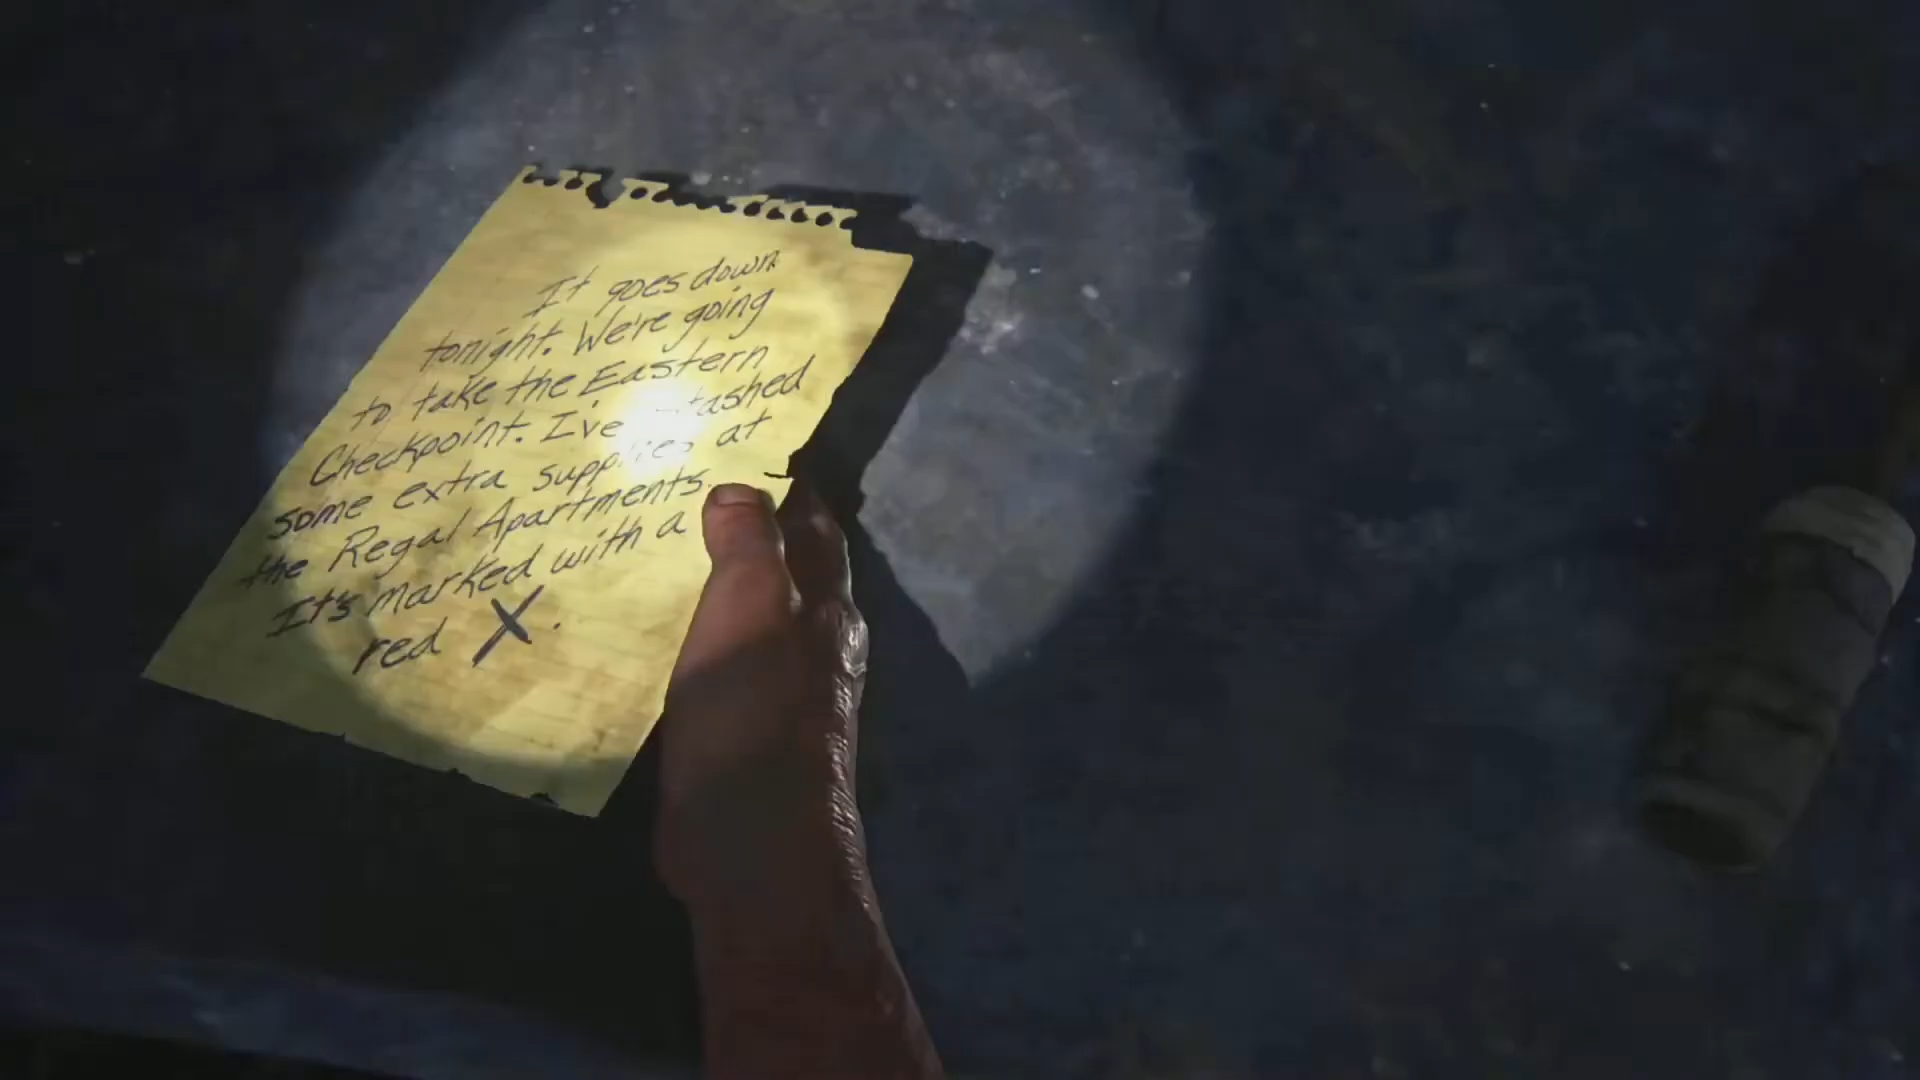 It goes down
tonight. We're going
to take the Eastern
Checkpoint. I've stashed
some extra supplies at
the Regal Apartments.
It's marked with a
red X.